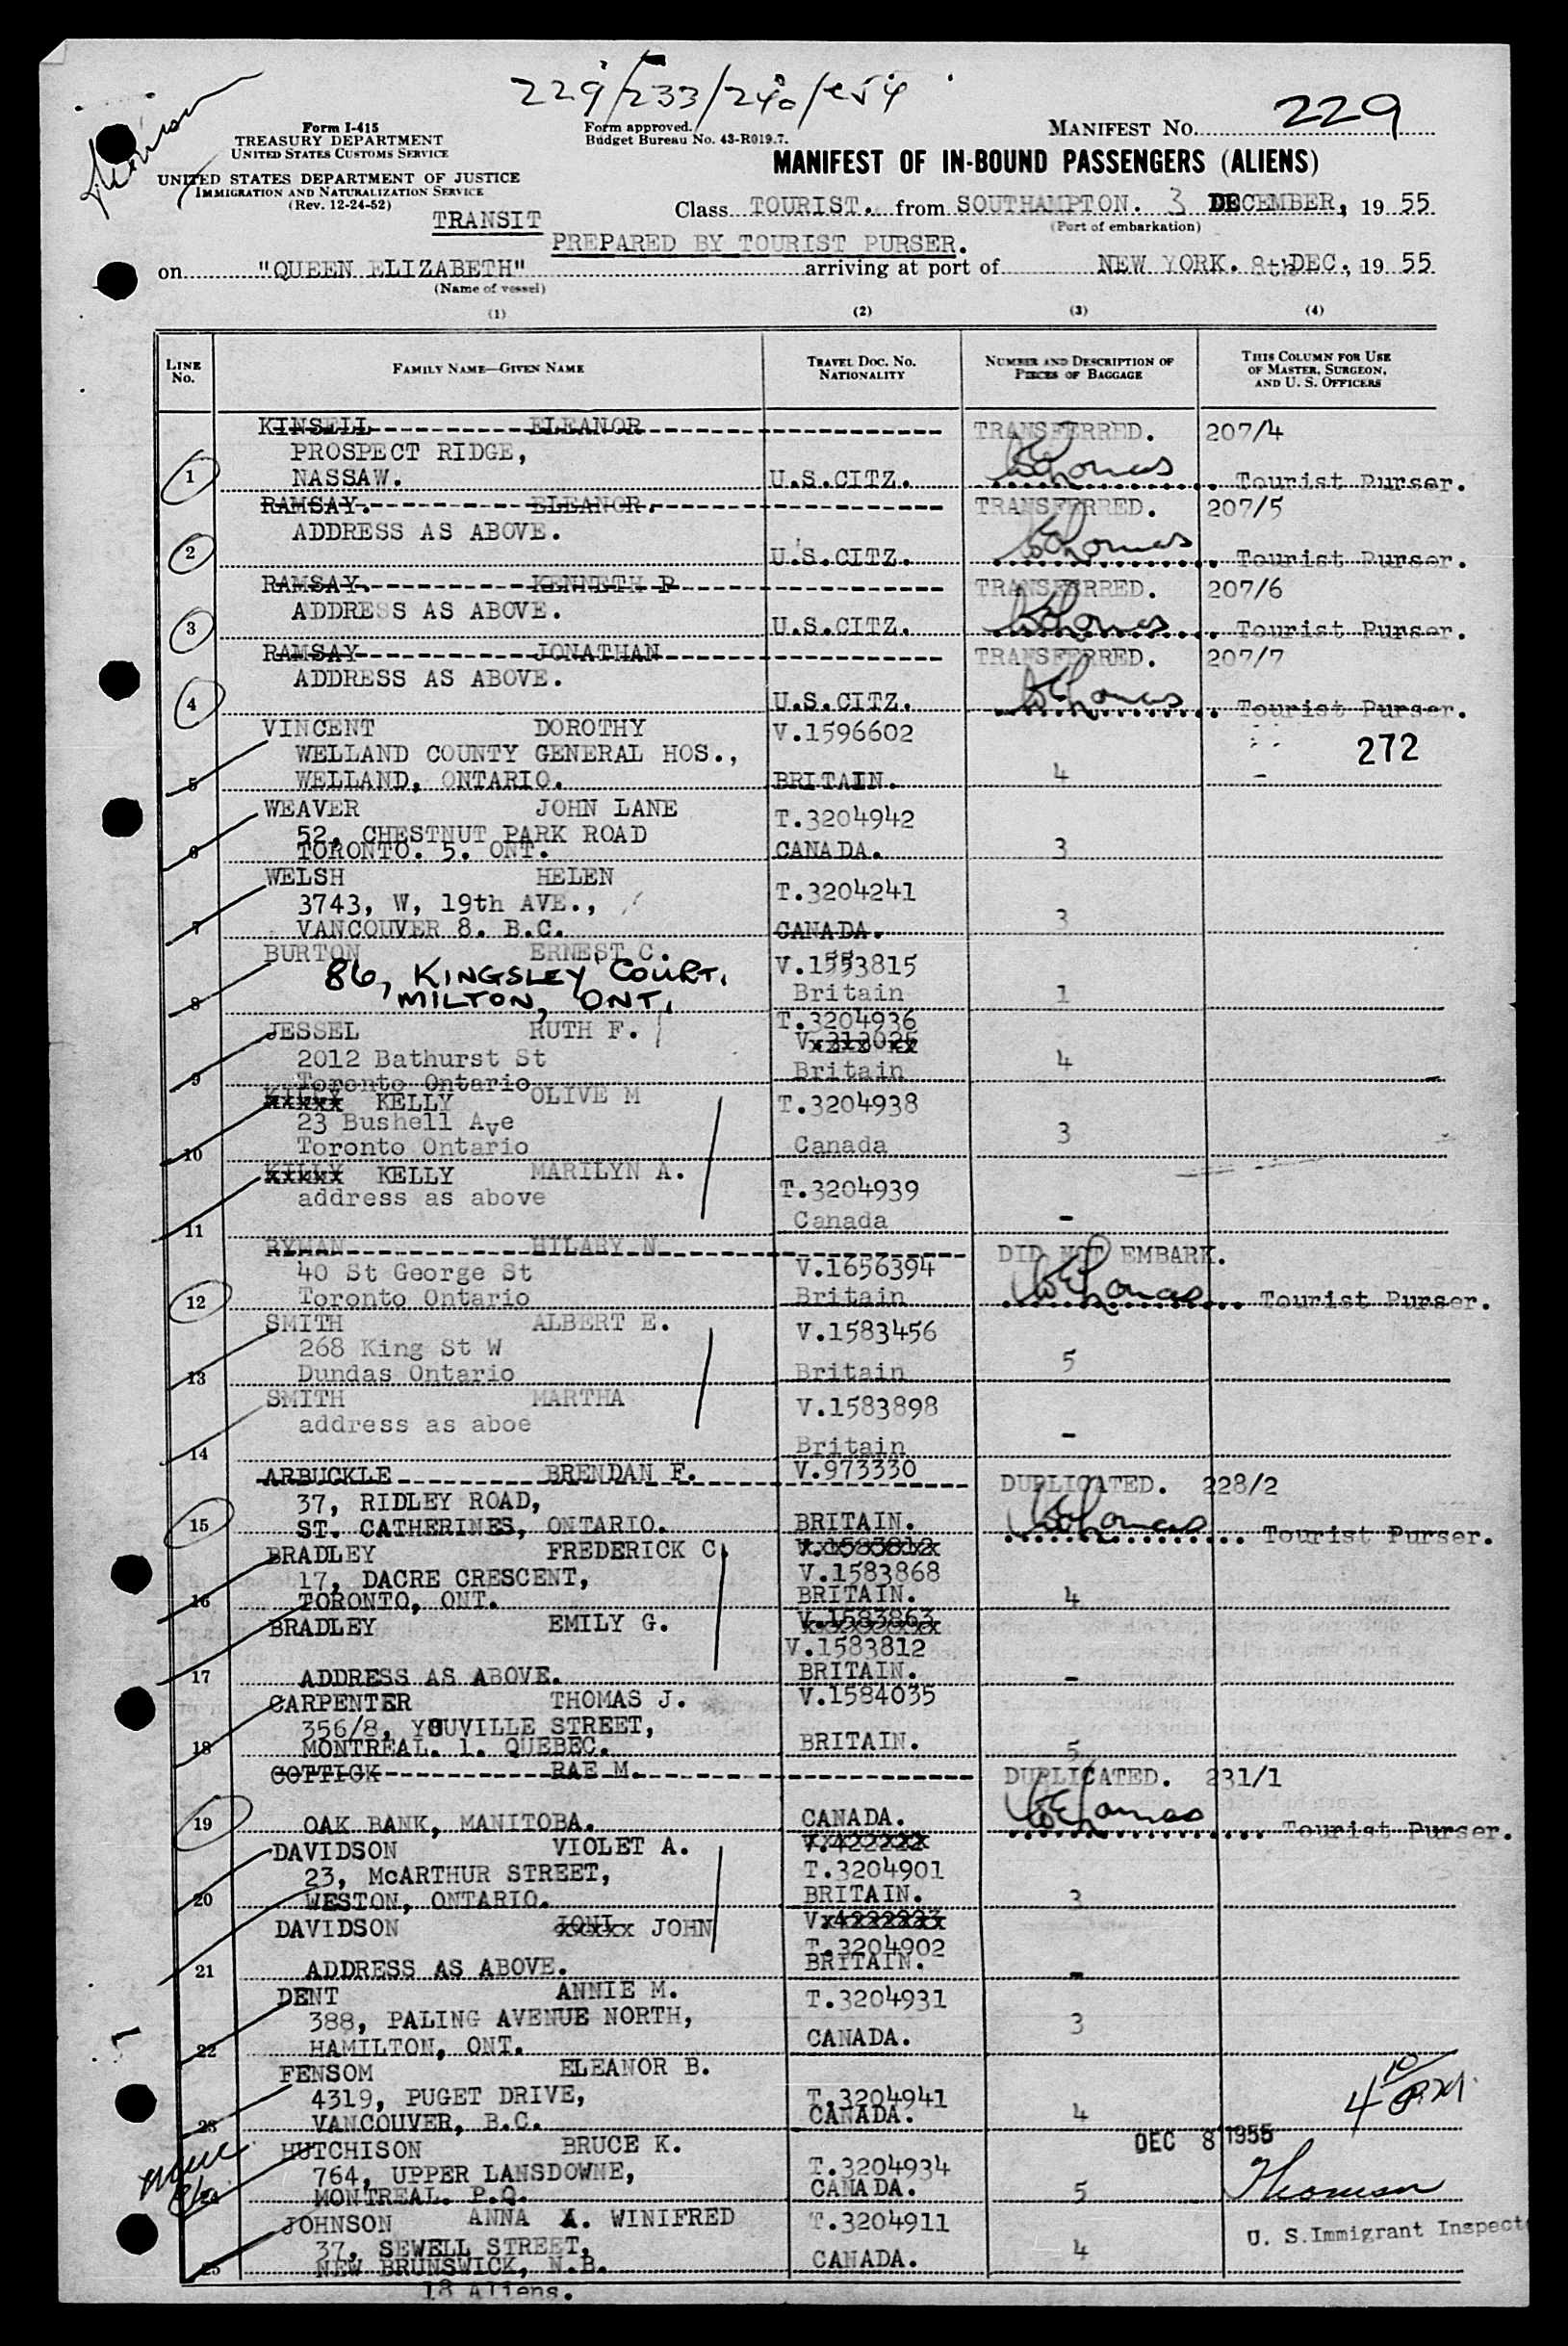 229/233/240/254
Form I-415
TREASURY DEPARTMENT
UNITED STATES CUSTOMS SERVICE
UNITED STATES DEPARTMENT OF JUSTICE
IMMIGRATION AND NATURALIZATION SERVICE
(Rev. 12-24-52)
Form approved.
Budget Bureau No. 43-R019.7.
MANIFEST No. 229
MANIFEST OF IN-BOUND PASSENGERS (ALIENS)
TRANSIT
Class TOURIST. from SOUTHAMPTON. 3 DECEMBER, 19 55
(Port of embarkation)
PREPARED BY TOURIST PURSER.
on "QUEEN ELIZABETH" arriving at port of NEW YORK. 8th DEC, 19 55
(Name of vessel)
(1) (2) (3) (4)
LINE No. FAMILY NAME—GIVEN NAME TRAVEL DOC. No. NATIONALITY NUMBER AND DESCRIPTION OF PIECES OF BAGGAGE THIS COLUMN FOR USE OF MASTER, SURGEON, AND U. S. OFFICERS
KINSELL ELEANOR TRANSFERRED. 207/4
PROSPECT RIDGE,
1 NASSAW. U.S.CITZ. Tourist Purser.
RAMSAY. ELEANOR. TRANSFERRED. 207/5
ADDRESS AS ABOVE.
2 U.S.CITZ. Tourist Purser.
RAMSAY. KENNETH P TRANSFERRED. 207/6
ADDRESS AS ABOVE.
3 U.S.CITZ. Tourist Purser.
RAMSAY JONATHAN TRANSFERRED. 207/7
ADDRESS AS ABOVE.
4 U.S.CITZ. Tourist Purser.
VINCENT DOROTHY V.1596602
WELLAND COUNTY GENERAL HOS., 272
5 WELLAND, ONTARIO. BRITAIN. 4 -
WEAVER JOHN LANE T.3204942
52, CHESTNUT PARK ROAD
6 TORONTO. 5. ONT. CANADA. 3
WELSH HELEN T.3204241
3743, W, 19th AVE.,
7 VANCOUVER 8. B.C. CANADA. 3
BURTON ERNEST C. V.1553815
86, KINGSLEY COURT,
8 MILTON, ONT, Britain 1
JESSEL RUTH F. T.3204936
2012 Bathurst St
9 Toronto Ontario Britain 4
KELLY OLIVE M T.3204938
23 Bushell Ave
10 Toronto Ontario Canada 3
KELLY MARILYN A. T.3204939
address as above
11 Canada -
RYMAN HILARY N DID NOT EMBARK.
40 St George St V.1656394
12 Toronto Ontario Britain Tourist Purser.
SMITH ALBERT E. V.1583456
268 King St W
13 Dundas Ontario Britain 5
SMITH MARTHA V.1583898
address as aboe
14 Britain -
ARBUCKLE BRENDAN F. V.973330 DUPLICATED. 228/2
37, RIDLEY ROAD,
15 ST. CATHERINES, ONTARIO. BRITAIN. Tourist Purser.
BRADLEY FREDERICK C. V.1583812
17, DACRE CRESCENT, V.1583868
16 TORONTO, ONT. BRITAIN. 4
BRADLEY EMILY G. V.1583863
V.1583812
17 ADDRESS AS ABOVE. BRITAIN. -
CARPENTER THOMAS J. V.1584035
356/8, YOUVILLE STREET,
18 MONTREAL. 1. QUEBEC. BRITAIN. 5
COTTICK RAE M. DUPLICATED. 231/1
19 OAK BANK, MANITOBA. CANADA. Tourist Purser.
DAVIDSON VIOLET A.
23, McARTHUR STREET, T.3204901
20 WESTON, ONTARIO. BRITAIN. 3
DAVIDSON JOHN
T.3204902
21 ADDRESS AS ABOVE. BRITAIN. -
DENT ANNIE M. T.3204931
388, PALING AVENUE NORTH,
22 HAMILTON, ONT. CANADA. 3
FENSOM ELEANOR B.
4319, PUGET DRIVE, T.3204941
23 VANCOUVER, B.C. CANADA. 4
4 10 P.M.
DEC 8 1955
HUTCHISON BRUCE K.
764, UPPER LANSDOWNE, T.3204934
24 MONTREAL. P.Q. CANADA. 5
JOHNSON ANNA A. WINIFRED T.3204911
U. S. Immigrant Inspect
37, SEWELL STREET,
25 NEW BRUNSWICK, N.B. CANADA. 4
18 Aliens.